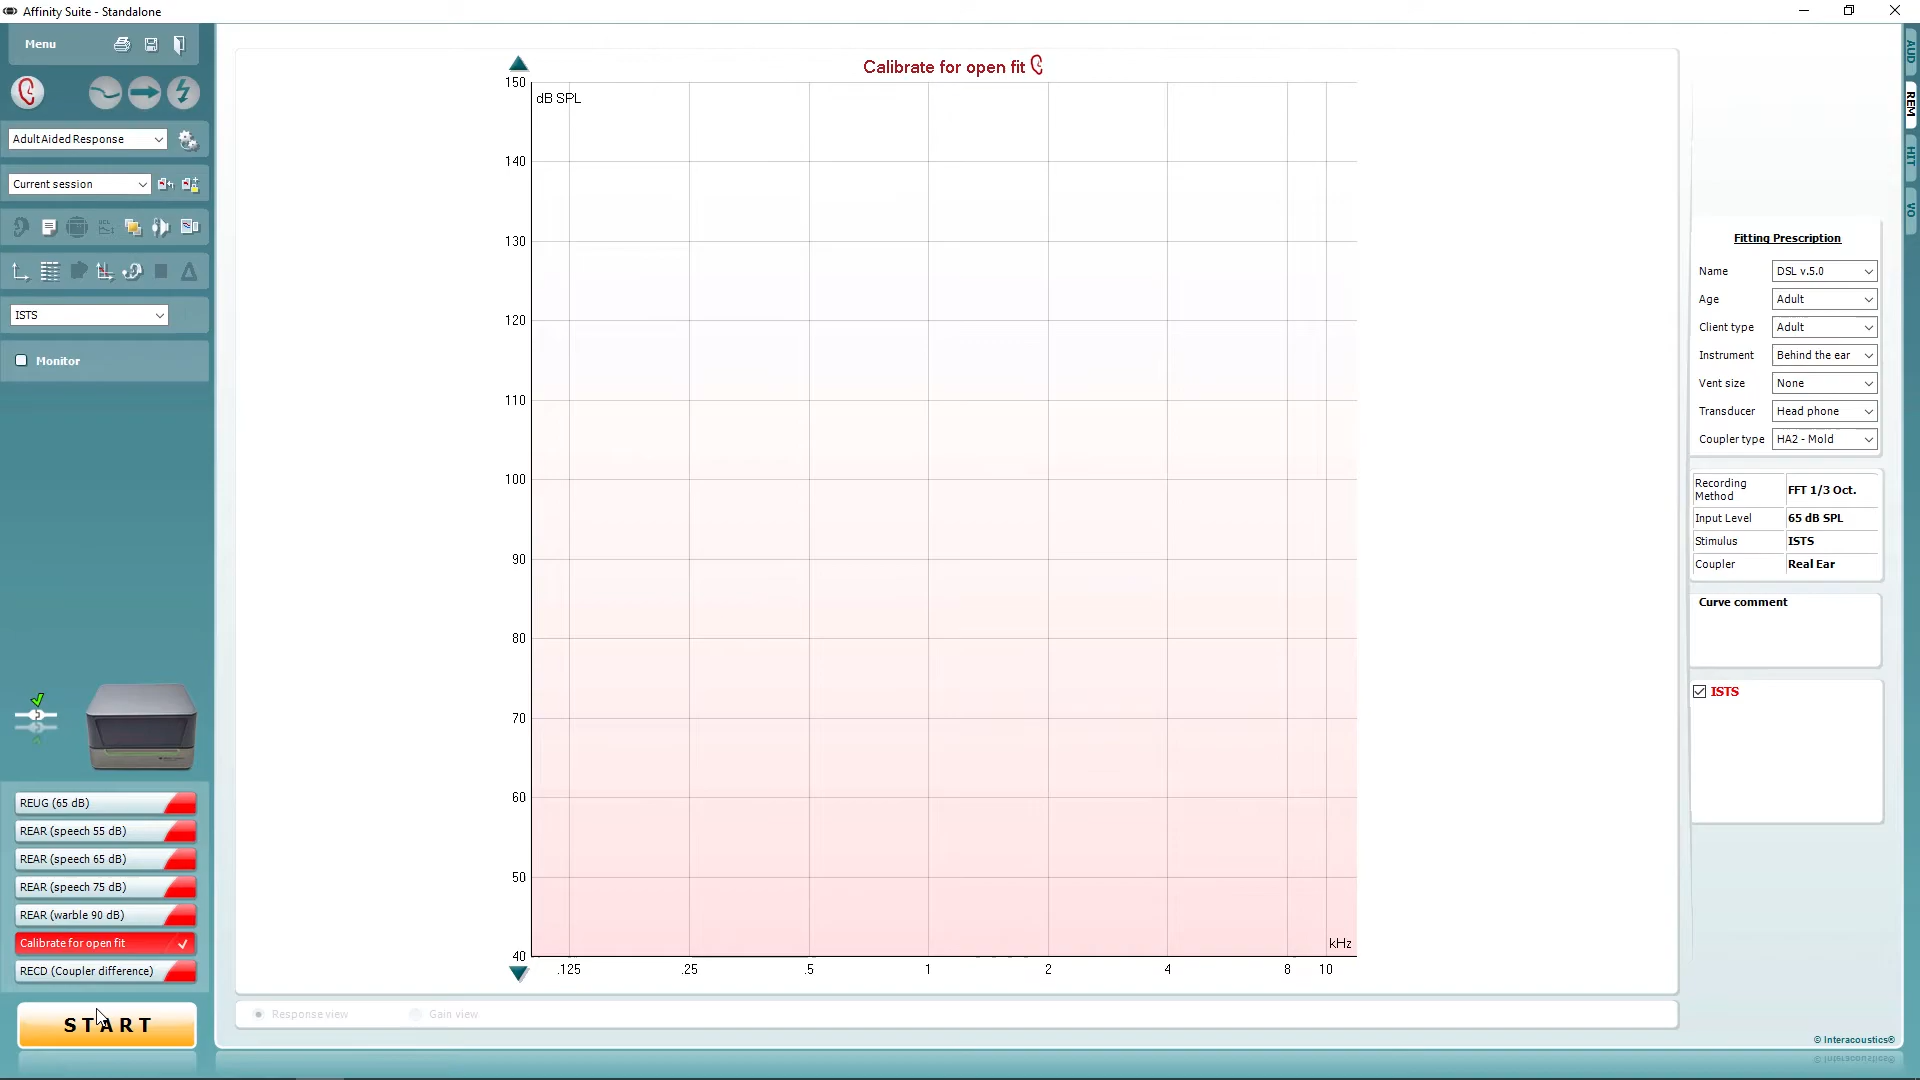 Affinity Suite - Standalone
Menu
Adult Aided Response
Current session
ISTS
Monitor
REUG (65 dB)
REAR (speech 55 dB)
REAR (speech 65 dB)
REAR (speech 75 dB)
REAR (warble 90 dB)
Calibrate for open fit
RECD (Coupler difference)
START
Calibrate for open fit
dB SPL
150
140
130
120
110
100
90
80
70
60
50
40
kHz
.125 .25 .5 1 2 4 8 10
Response view Gain view
Fitting Prescription
Name DSL v.5.0
Age Adult
Client type Adult
Instrument Behind the ear
Vent size None
Transducer Head phone
Coupler type HA2 - Mold
Recording Method FFT 1/3 Oct.
Input Level 65 dB SPL
Stimulus ISTS
Coupler Real Ear
Curve comment
ISTS
AUD
REM
HIT
VO
© Interacoustics®